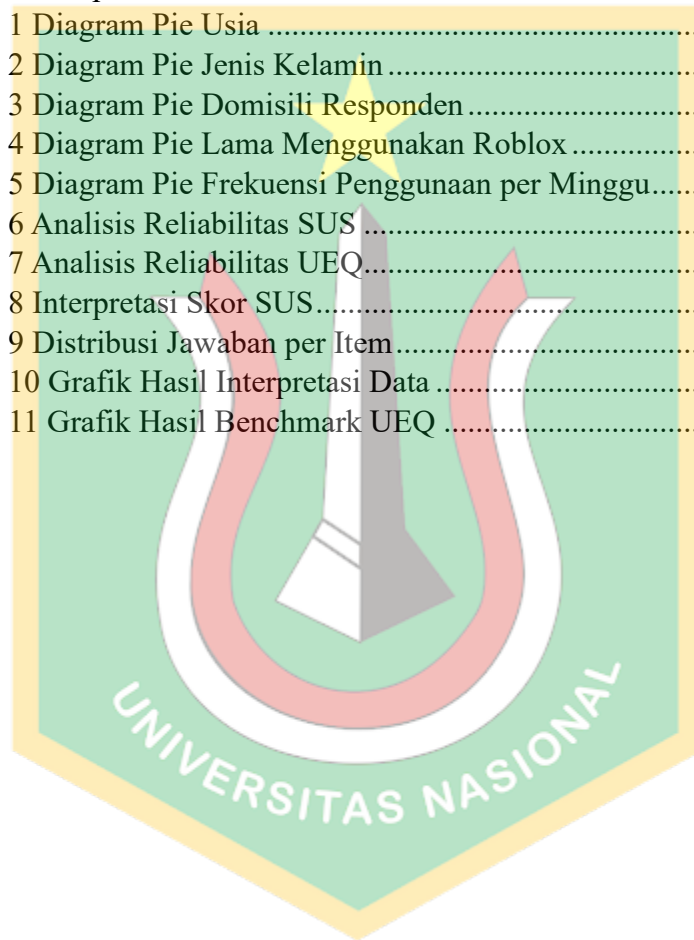 1 Diagram Pie Usia ............................................................
2 Diagram Pie Jenis Kelamin ............................................
3 Diagram Pie Domisili Responden .................................
4 Diagram Pie Lama Menggunakan Roblox ..................
5 Diagram Pie Frekuensi Penggunaan per Minggu ......
6 Analisis Reliabilitas SUS ...............................................
7 Analisis Reliabilitas UEQ ...............................................
8 Interpretasi Skor SUS .....................................................
9 Distribusi Jawaban per Item ..........................................
10 Grafik Hasil Interpretasi Data .....................................
11 Grafik Hasil Benchmark UEQ ....................................
UNIVERSITAS NASIONAL